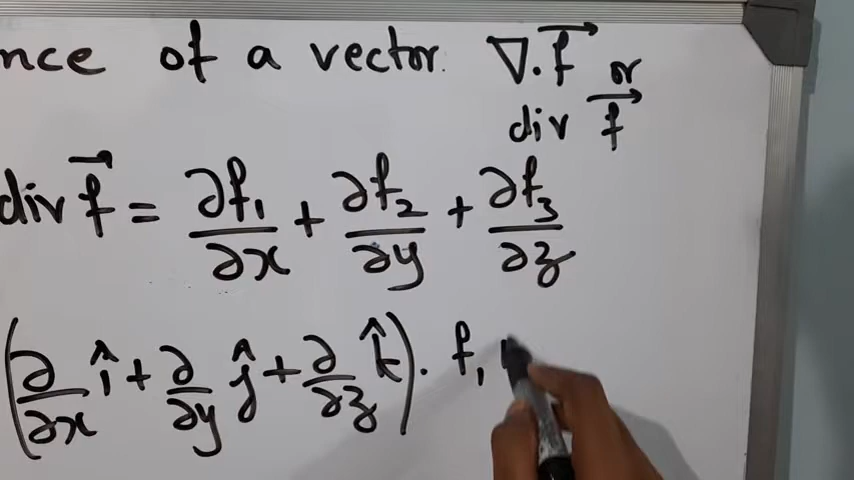 nce of a vector. ∇.f⃗ or
div f⃗
div f⃗ = ∂f₁/∂x + ∂f₂/∂y + ∂f₃/∂z
(∂/∂x î + ∂/∂y ĵ + ∂/∂z k̂) . f₁